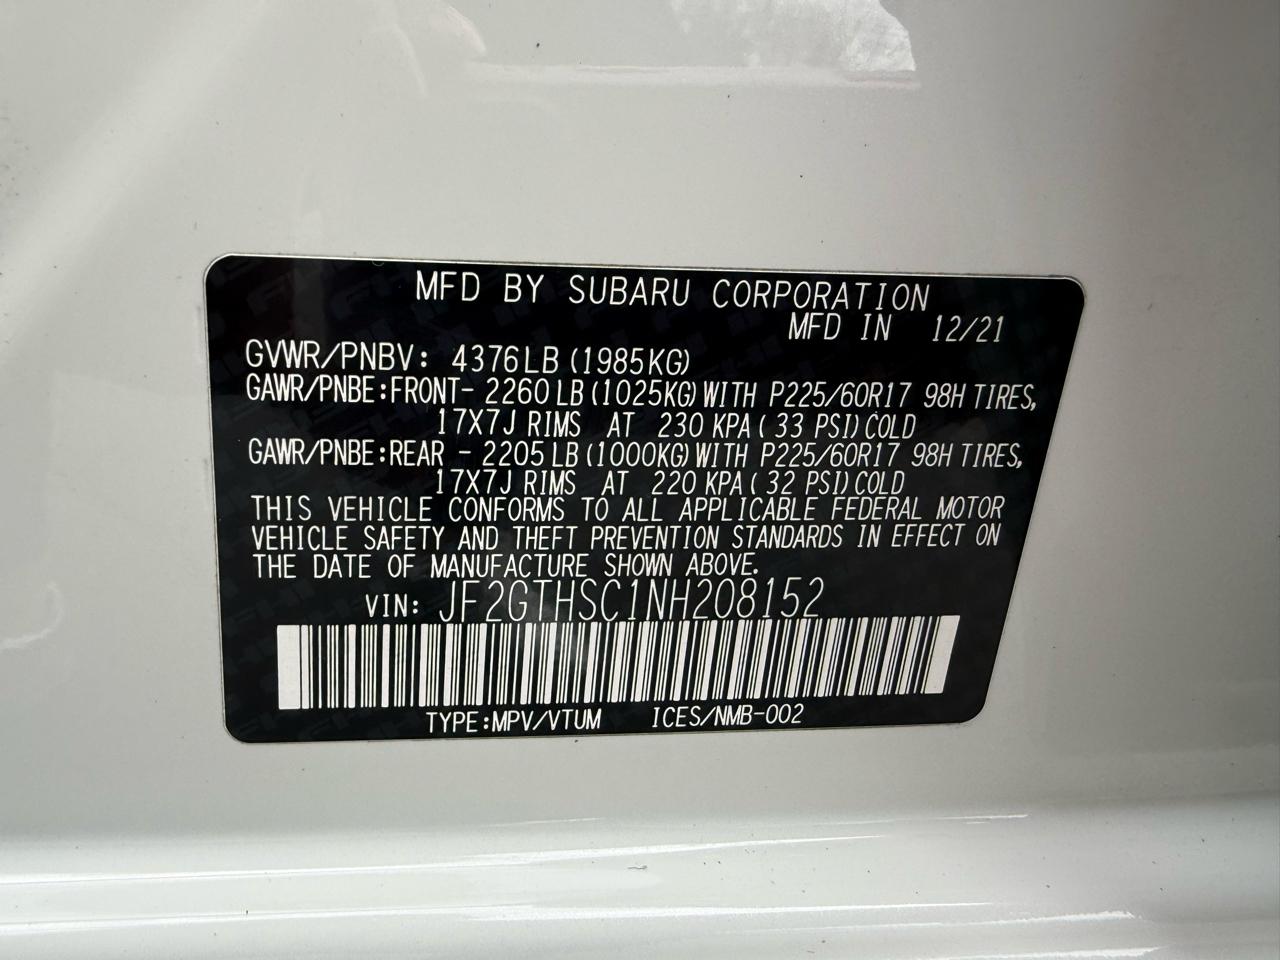 MFD BY SUBARU CORPORATION
MFD IN 12/21
GVWR/PNBV: 4376LB (1985KG)
GAWR/PNBE:FRONT- 2260 LB (1025KG) WITH P225/60R17 98H TIRES,
17X7J RIMS AT 230 KPA ( 33 PSI) COLD
GAWR/PNBE:REAR - 2205 LB (1000KG) WITH P225/60R17 98H TIRES,
17X7J RIMS AT 220 KPA ( 32 PSI) COLD
THIS VEHICLE CONFORMS TO ALL APPLICABLE FEDERAL MOTOR
VEHICLE SAFETY AND THEFT PREVENTION STANDARDS IN EFFECT ON
THE DATE OF MANUFACTURE SHOWN ABOVE.
VIN: JF2GTHSC1NH208152
TYPE:MPV/VTUM ICES/NMB-002